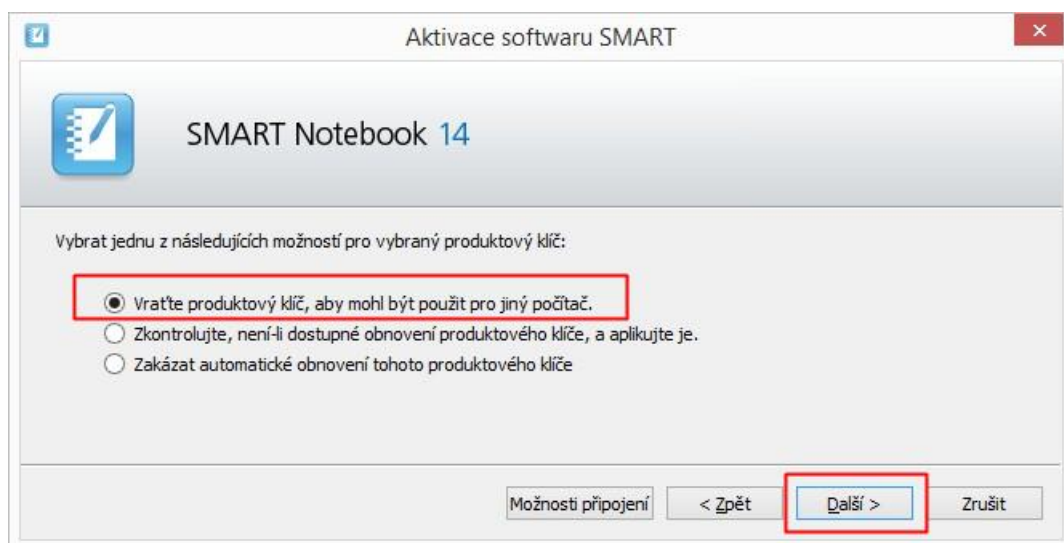 Aktivace softwaru SMART
SMART Notebook 14
Vybrat jednu z následujících možností pro vybraný produktový klíč:
Vraťte produktový klíč, aby mohl být použit pro jiný počítač.
Zkontrolujte, není-li dostupné obnovení produktového klíče, a aplikujte je.
Zakázat automatické obnovení tohoto produktového klíče
Možnosti připojení < Zpět Další > Zrušit